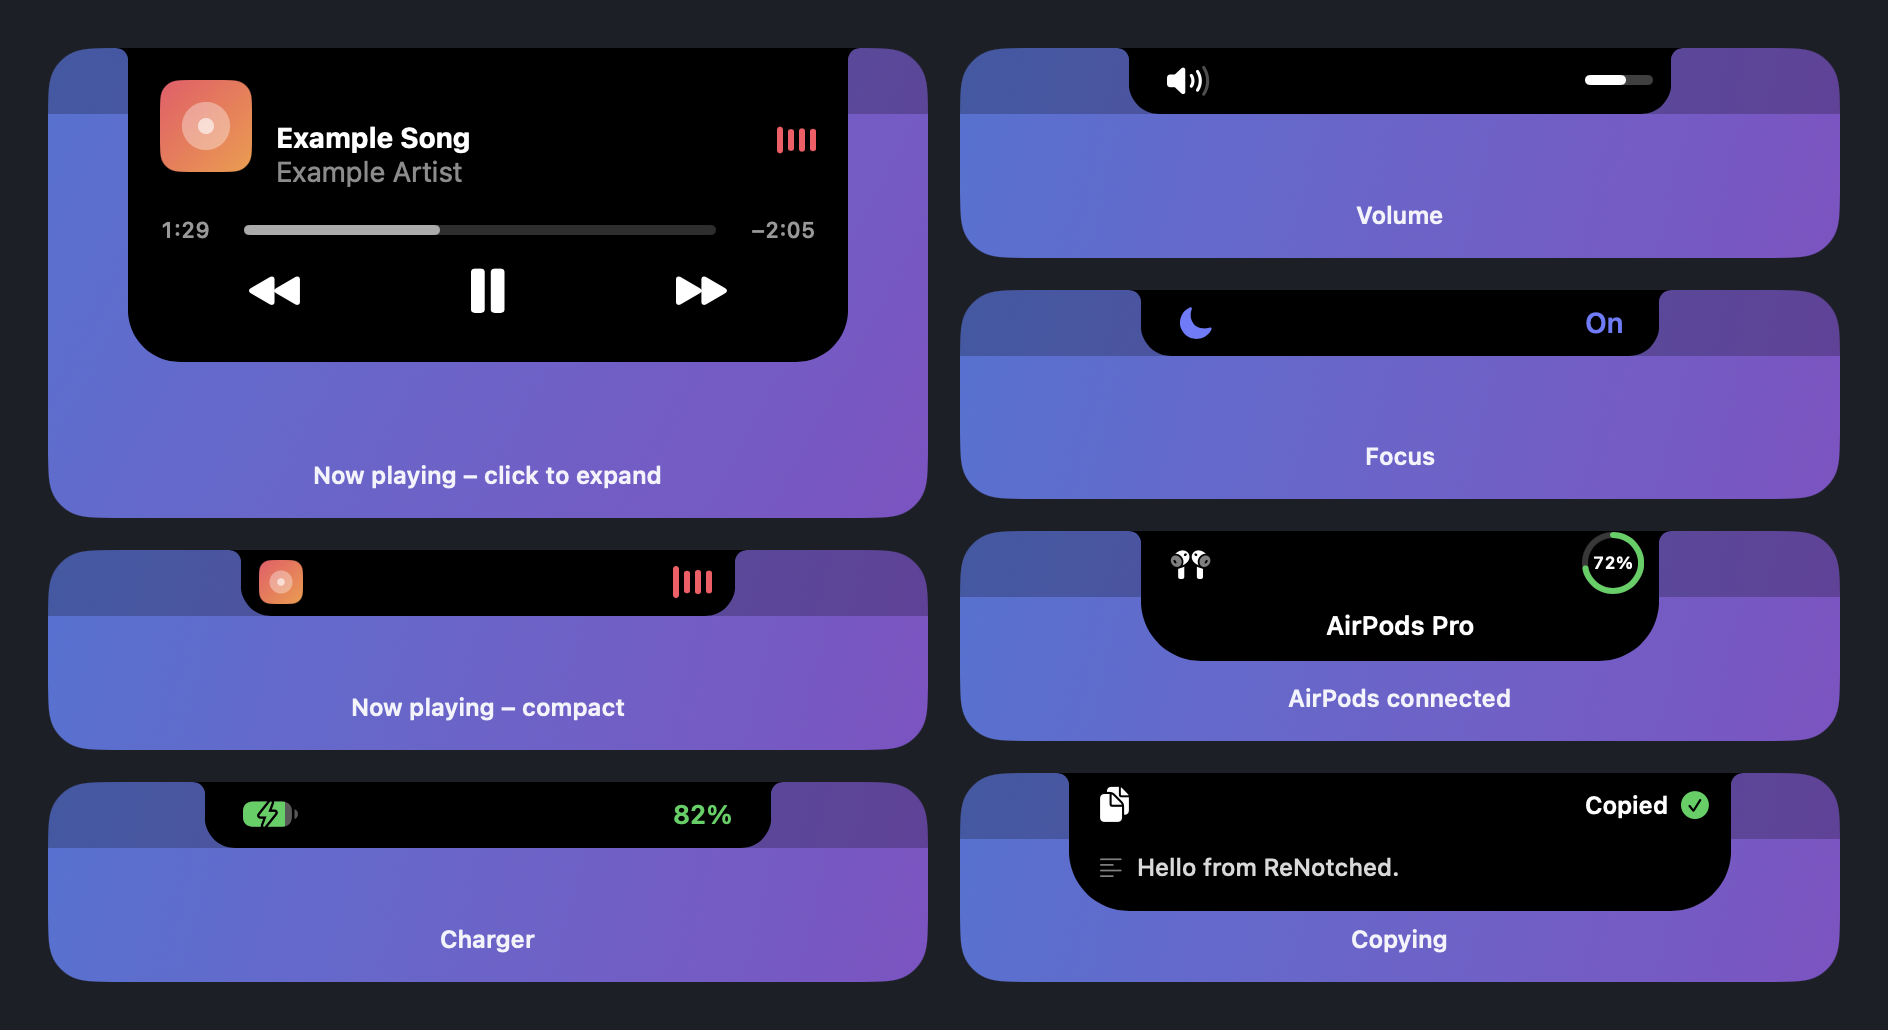 Example Song
Example Artist
1:29
–2:05
Now playing – click to expand
Now playing – compact
82%
Charger
Volume
On
Focus
72%
AirPods Pro
AirPods connected
Copied
Hello from ReNotched.
Copying